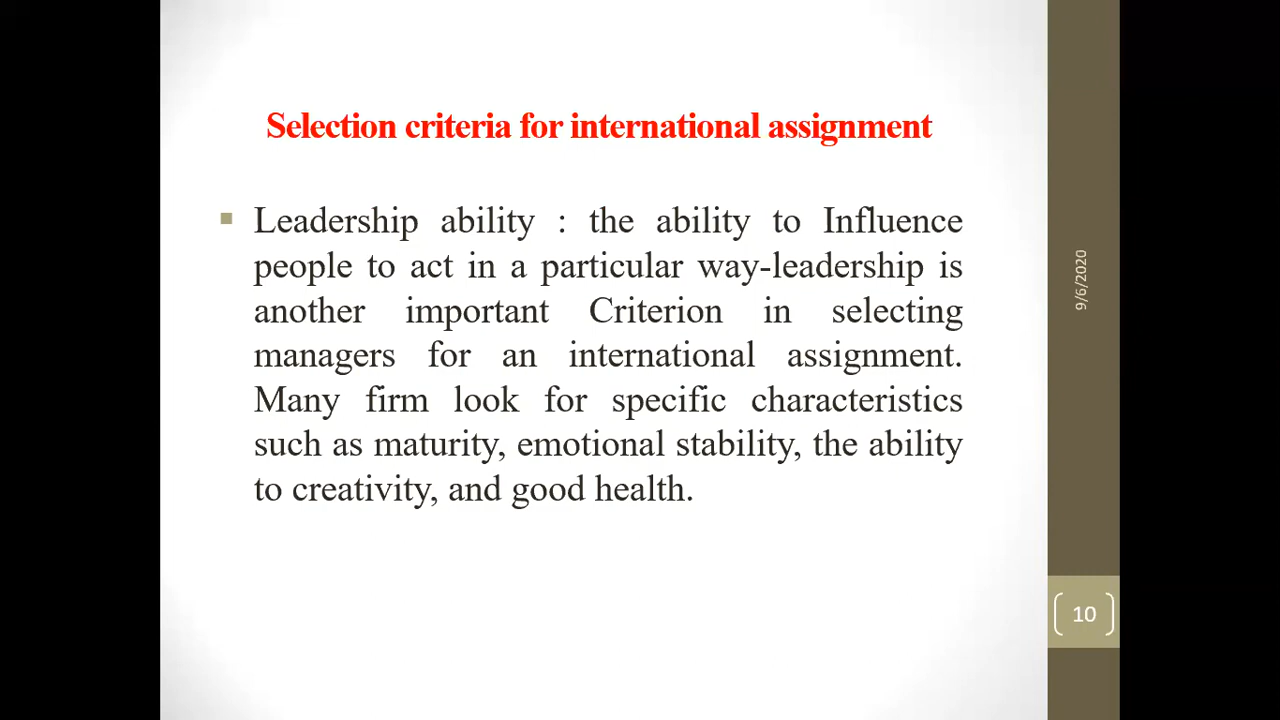 Selection criteria for international assignment
Leadership ability : the ability to Influence
people to act in a particular way-leadership is
another important Criterion in selecting
managers for an international assignment.
Many firm look for specific characteristics
such as maturity, emotional stability, the ability
to creativity, and good health.
9/6/2020
10